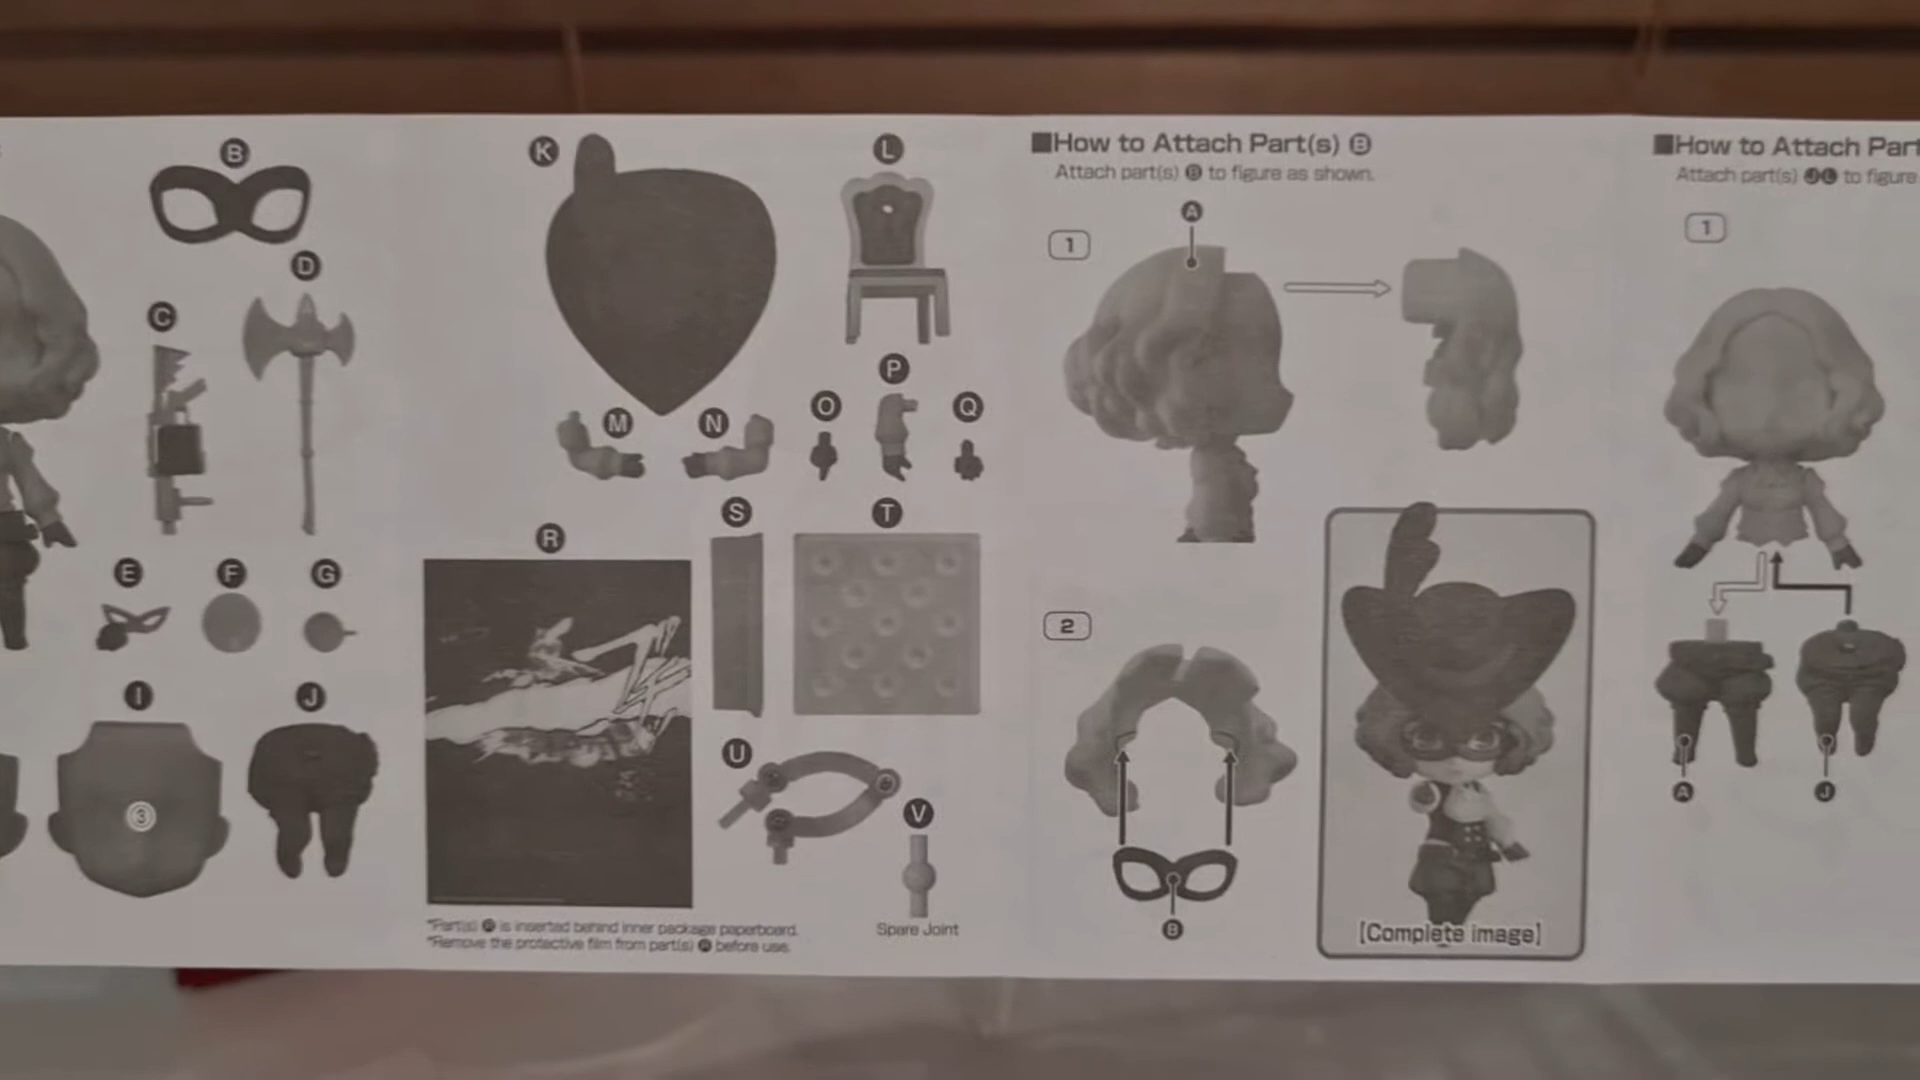 B
D
C
E
F
G
I
③
J
K
L
M
N
O
P
Q
R
S
T
U
V
Spare Joint
*Part(s) R is inserted behind inner package paperboard.
*Remove the protective film from part(s) before use.
■How to Attach Part(s) B
Attach part(s) B to figure as shown.
1
A
2
B
[Complete image]
■How to Attach Part
Attach part(s) J L to figure
1
A
J